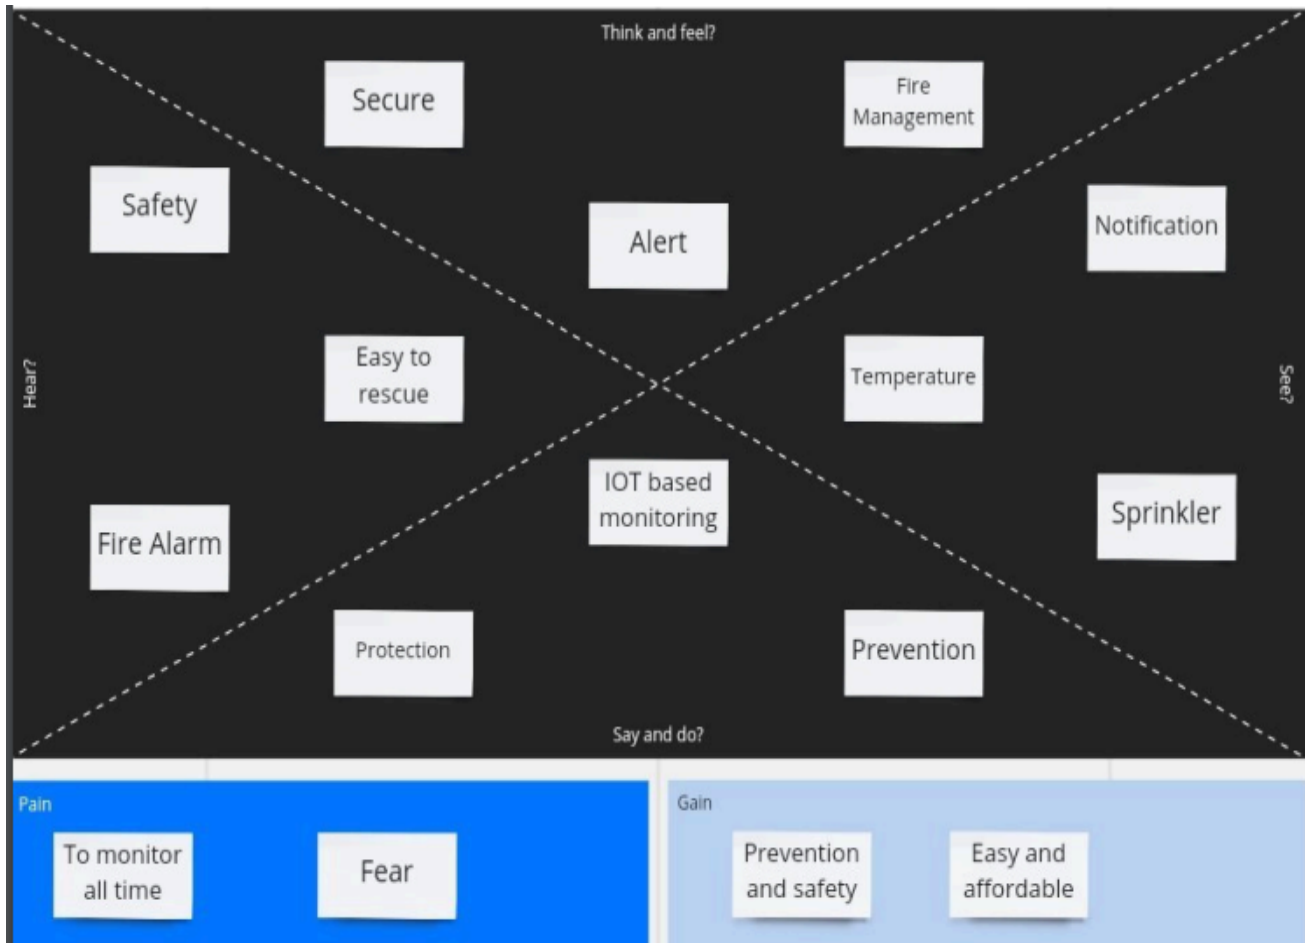 Think and feel?
Secure
Fire
Management
Safety
Notification
Alert
Hear?
Easy to
rescue
Temperature
See?
IOT based
monitoring
Fire Alarm
Sprinkler
Protection
Prevention
Say and do?
Pain
To monitor
all time
Fear
Gain
Prevention
and safety
Easy and
affordable